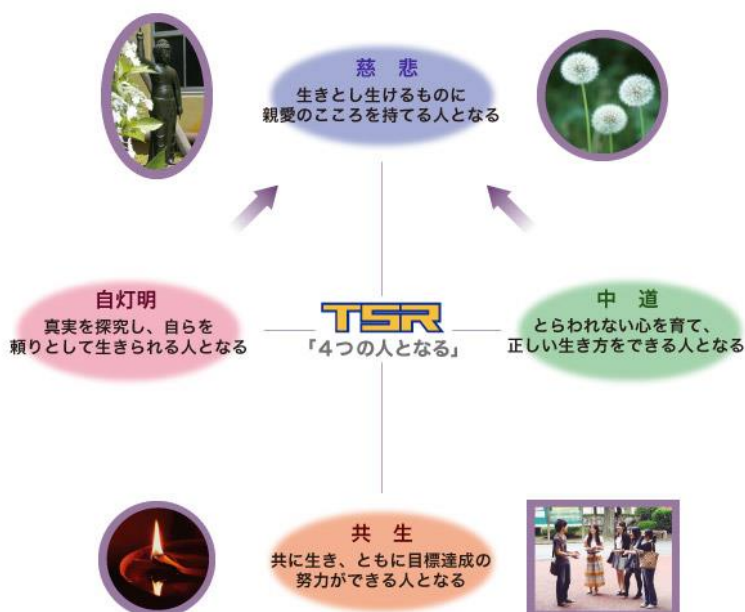 慈 悲
生きとし生けるものに
親愛のこころを持てる人となる
自灯明
真実を探究し、自らを
頼りとして生きられる人となる
TSR
「4つの人となる」
中 道
とらわれない心を育て、
正しい生き方をできる人となる
共 生
共に生き、ともに目標達成の
努力ができる人となる